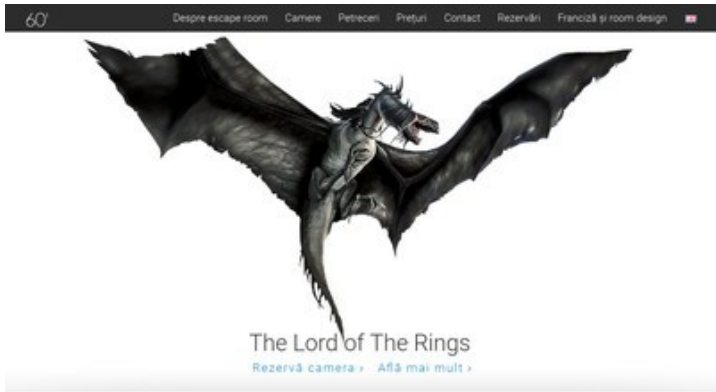 60' Despre escape room Camere Petreceri Prețuri Contact Rezervări Franciză și room design
The Lord of The Rings
Rezervă camera › Află mai mult ›